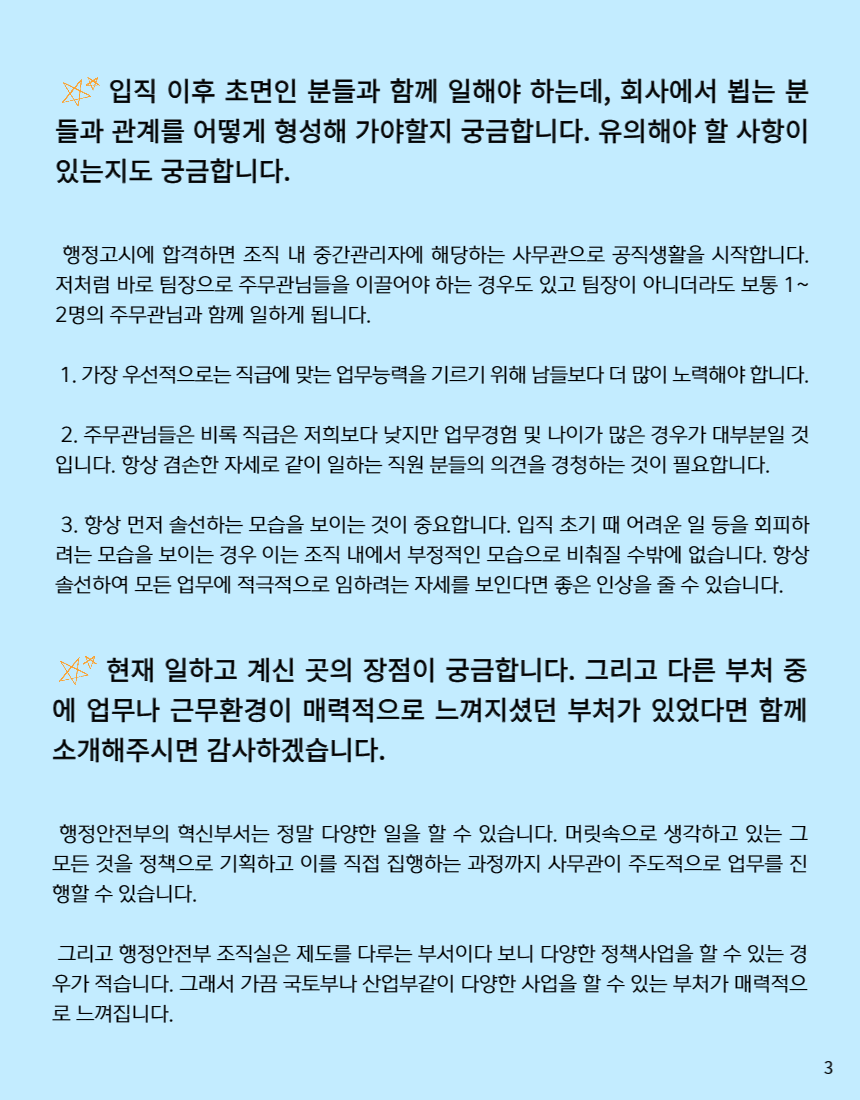 입직 이후 초면인 분들과 함께 일해야 하는데, 회사에서 뵙는 분
들과 관계를 어떻게 형성해 가야할지 궁금합니다. 유의해야 할 사항이
있는지도 궁금합니다.
행정고시에 합격하면 조직 내 중간관리자에 해당하는 사무관으로 공직생활을 시작합니다.
저처럼 바로 팀장으로 주무관님들을 이끌어야 하는 경우도 있고 팀장이 아니더라도 보통 1~
2명의 주무관님과 함께 일하게 됩니다.
1. 가장 우선적으로는 직급에 맞는 업무능력을 기르기 위해 남들보다 더 많이 노력해야 합니다.
2. 주무관님들은 비록 직급은 저희보다 낮지만 업무경험 및 나이가 많은 경우가 대부분일 것
입니다. 항상 겸손한 자세로 같이 일하는 직원 분들의 의견을 경청하는 것이 필요합니다.
3. 항상 먼저 솔선하는 모습을 보이는 것이 중요합니다. 입직 초기 때 어려운 일 등을 회피하
려는 모습을 보이는 경우 이는 조직 내에서 부정적인 모습으로 비춰질 수밖에 없습니다. 항상
솔선하여 모든 업무에 적극적으로 임하려는 자세를 보인다면 좋은 인상을 줄 수 있습니다.
현재 일하고 계신 곳의 장점이 궁금합니다. 그리고 다른 부처 중
에 업무나 근무환경이 매력적으로 느껴지셨던 부처가 있었다면 함께
소개해주시면 감사하겠습니다.
행정안전부의 혁신부서는 정말 다양한 일을 할 수 있습니다. 머릿속으로 생각하고 있는 그
모든 것을 정책으로 기획하고 이를 직접 집행하는 과정까지 사무관이 주도적으로 업무를 진
행할 수 있습니다.
그리고 행정안전부 조직실은 제도를 다루는 부서이다 보니 다양한 정책사업을 할 수 있는 경
우가 적습니다. 그래서 가끔 국토부나 산업부같이 다양한 사업을 할 수 있는 부처가 매력적으
로 느껴집니다.
3